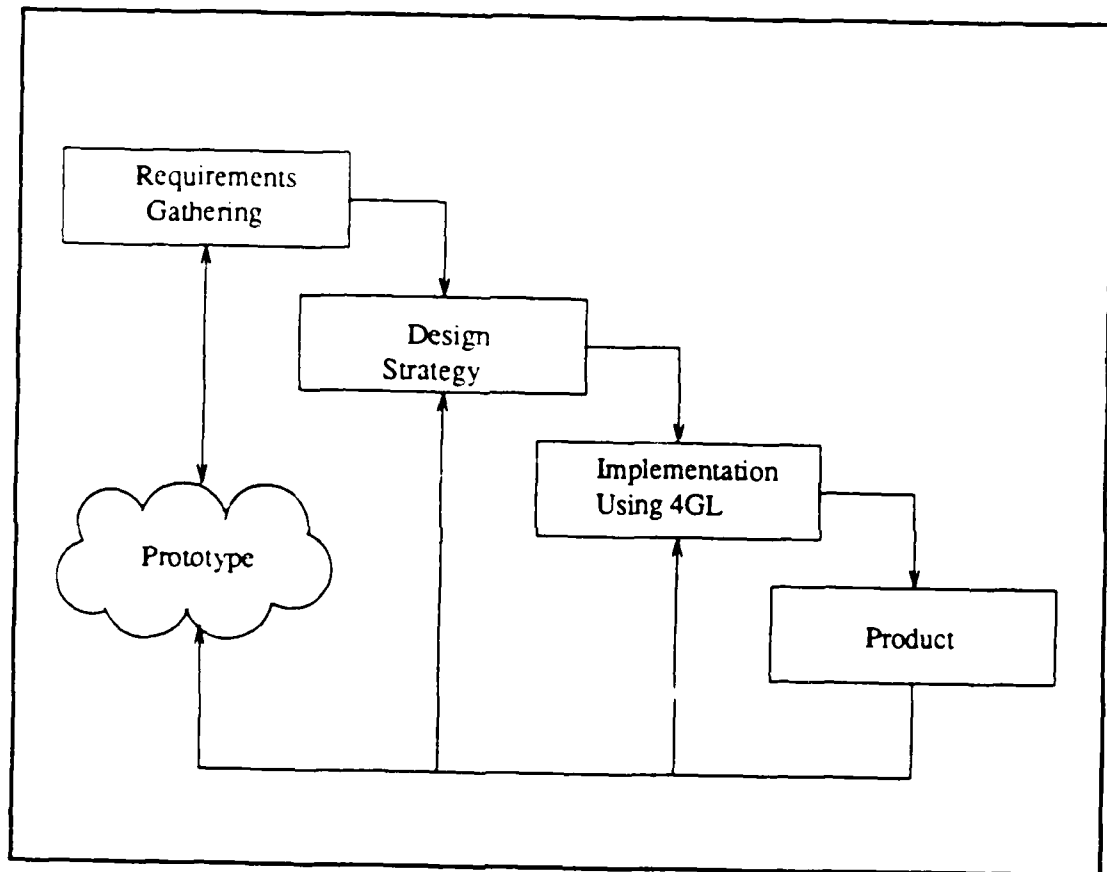 Requirements
Gathering
Design
Strategy
Implementation
Using 4GL
Prototype
Product